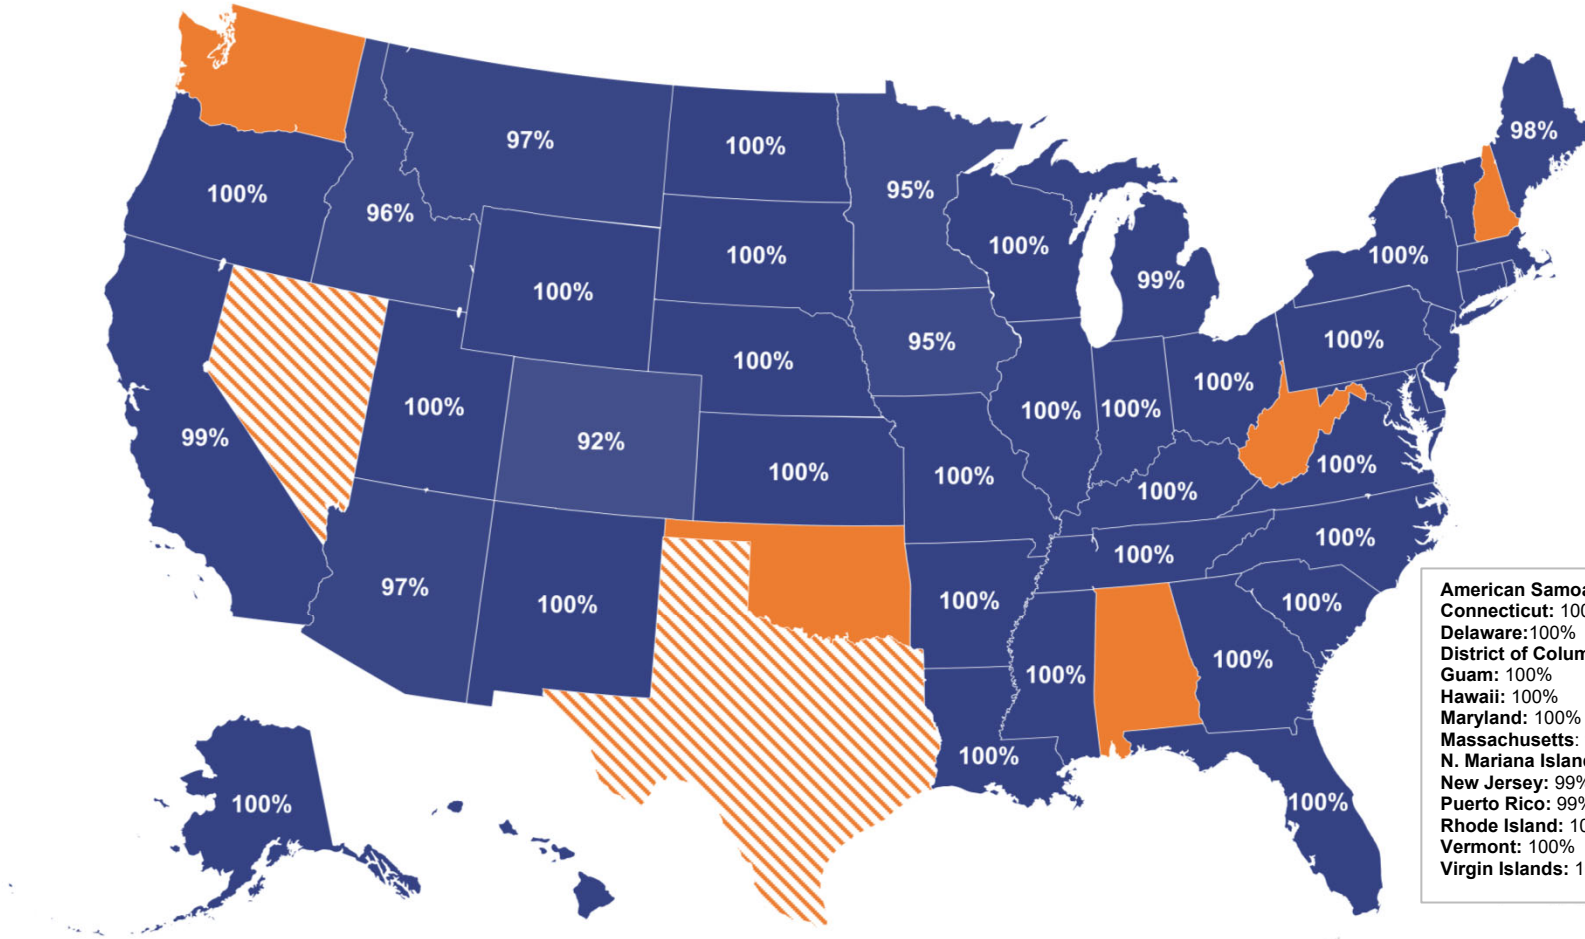 98%
97%
100%
95%
100%
96%
100%
100%
100%
100%
99%
100%
95%
100%
100%
100%
100%
99%
92%
100%
100%
100%
100%
100%
100%
97%
100%
100%
100%
100%
100%
100%
100%
100%
100%
100%
American Samoa
Connecticut:
Delaware:100%
District of
Guam: 100%
Hawaii: 100%
Maryland: 100%
Massachusetts:
N. Mariana
New Jersey: 99%
Puerto Rico: 99%
Rhode Island:
Vermont: 100%
Virgin Islands: